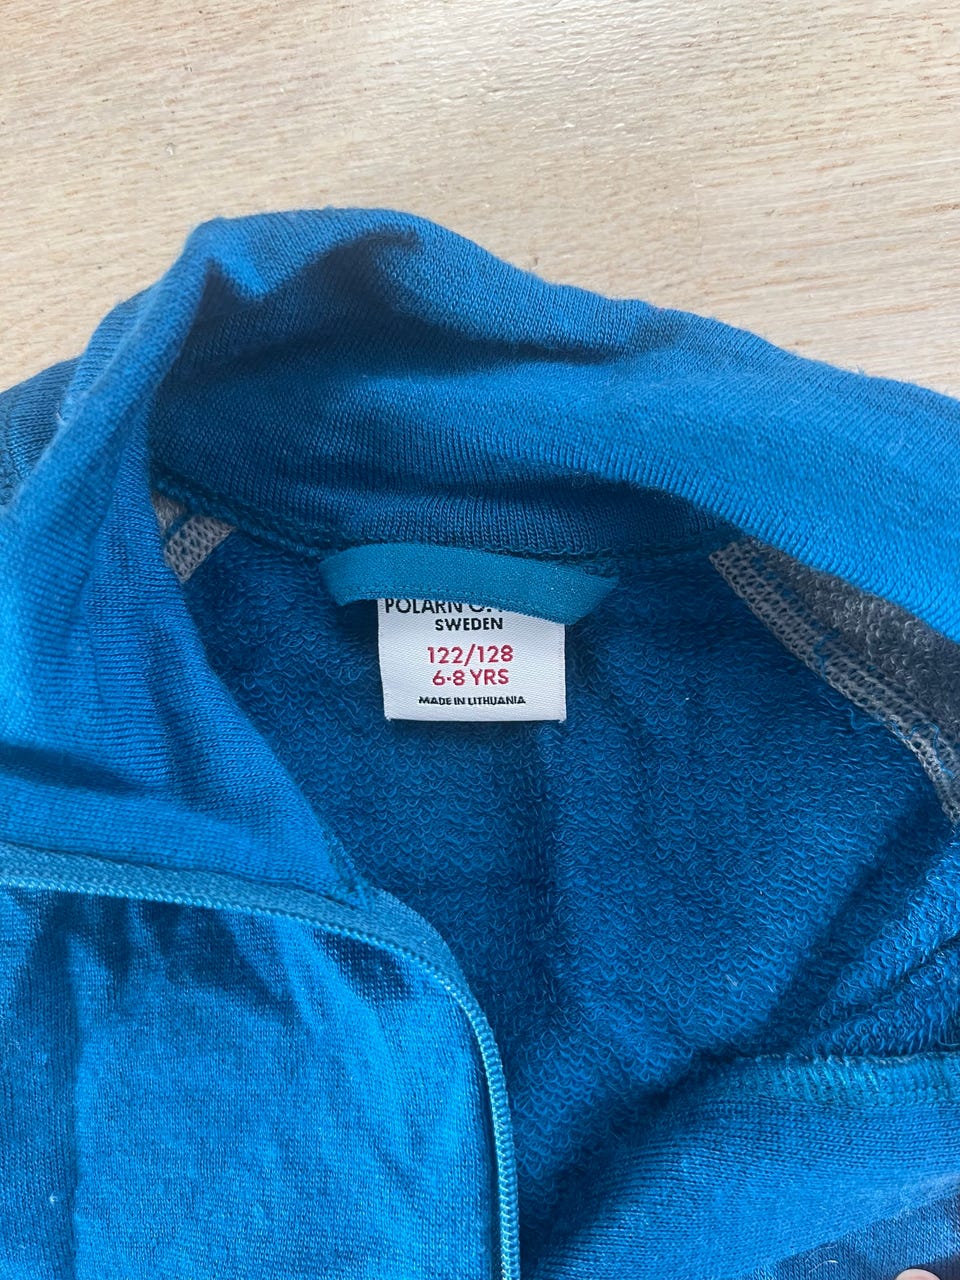 POLARN O.
SWEDEN
122/128
6-8 YRS
MADE IN LITHUANIA